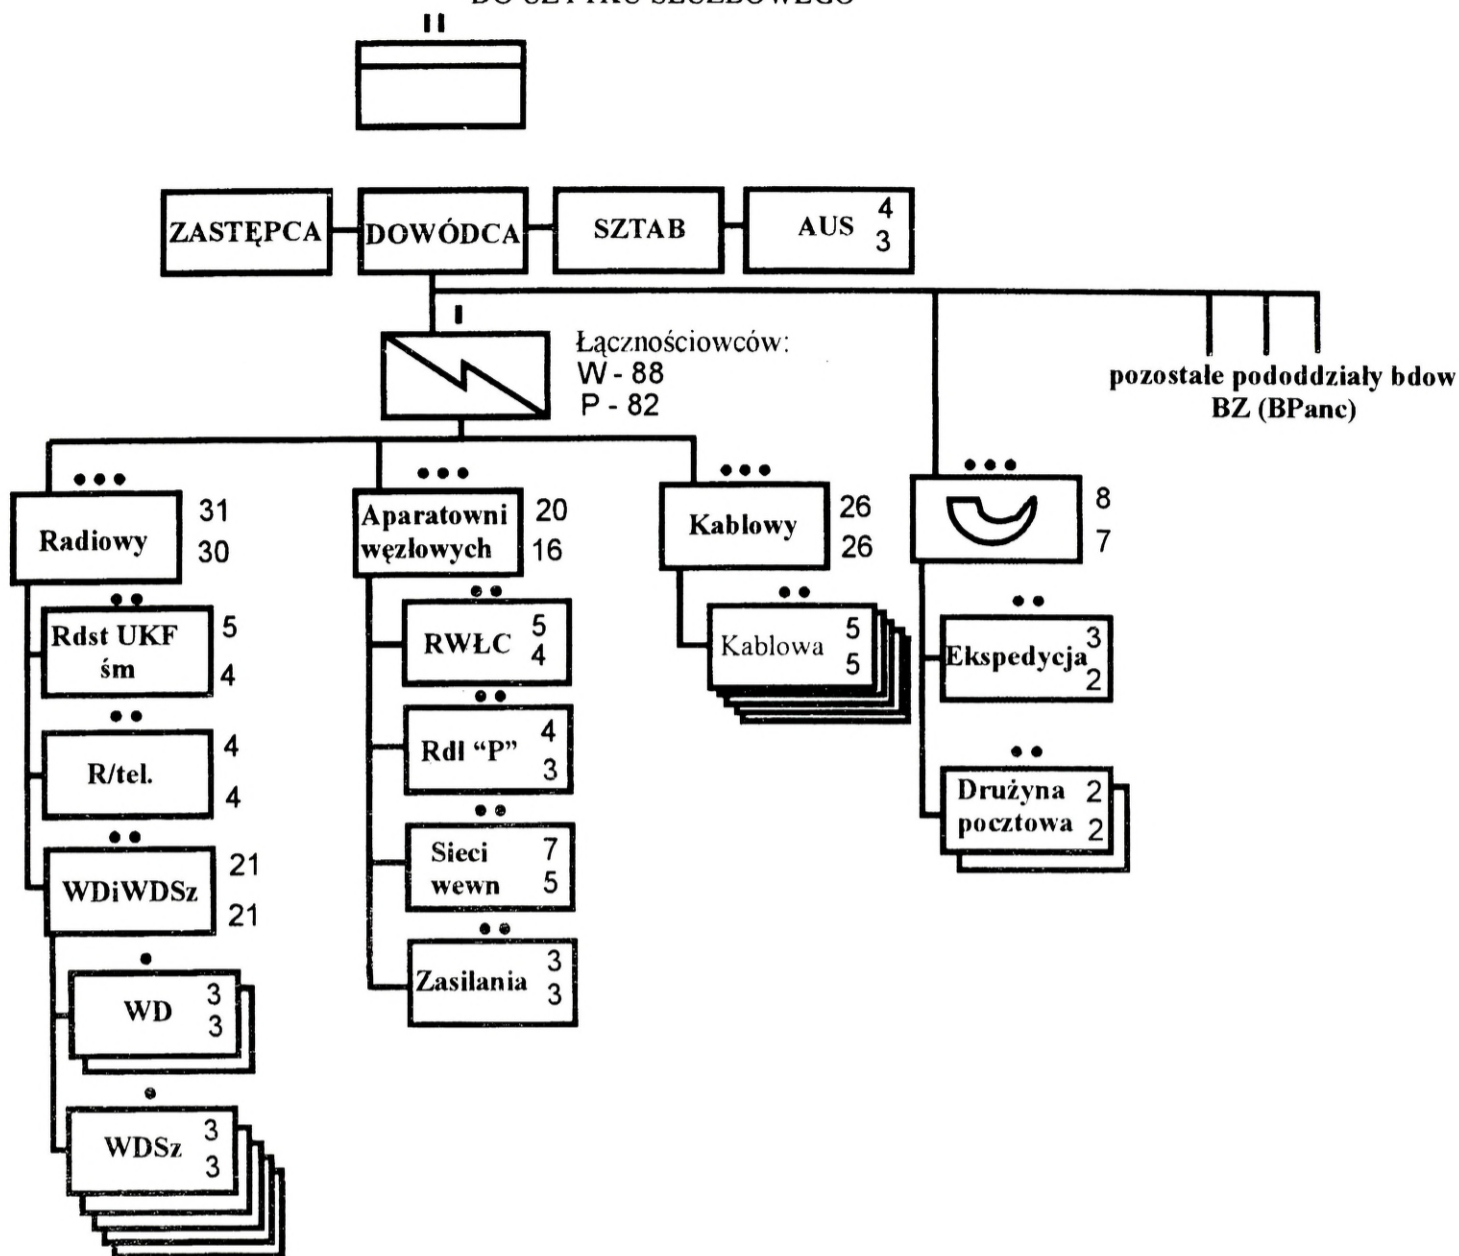 DO UŻYTKU SŁUŻBOWEGO
ZASTĘPCA
DOWÓDCA
SZTAB
AUS
4
3
Łącznościowców:
W - 88
P - 82
pozostałe pododdziały bdow
BZ (BPanc)
Radiowy
31
30
Aparatowni
węzłowych
20
16
Kablowy
26
26
8
7
Rdst UKF
śm
5
4
R/tel.
4
4
WDiWDSz
21
21
WD
3
3
WDSz
3
3
RWŁC
5
4
Rdl “P”
4
3
Sieci
wewn
7
5
Zasilania
3
3
Kablowa
5
5
Ekspedycja
3
2
Drużyna
pocztowa
2
2